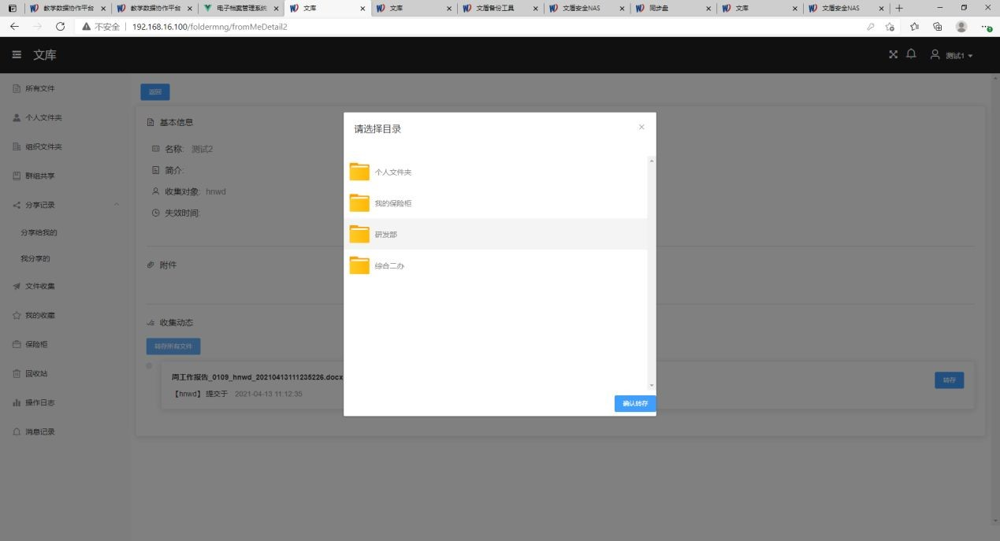 教学数据协作平台
教学数据协作平台
电子档案管理系统
文库
文库
文盾备份工具
文盾安全NAS
同步盘
文库
文盾安全NAS
不安全 | 192.168.16.100/foldermng/fromMeDetail2
文库
测试1
所有文件
个人文件夹
组织文件夹
群组共享
分享记录
分享给我的
我分享的
文件收集
我的收藏
保险柜
回收站
操作日志
消息记录
返回
基本信息
名称: 测试2
简介:
收集对象: hnwd
失效时间:
附件
收集动态
转存所有文件
周工作报告_0109_hnwd_20210413111235226.docx
【hnwd】 提交于 2021-04-13 11:12:35
转存
请选择目录
个人文件夹
我的保险柜
研发部
综合二办
确认转存